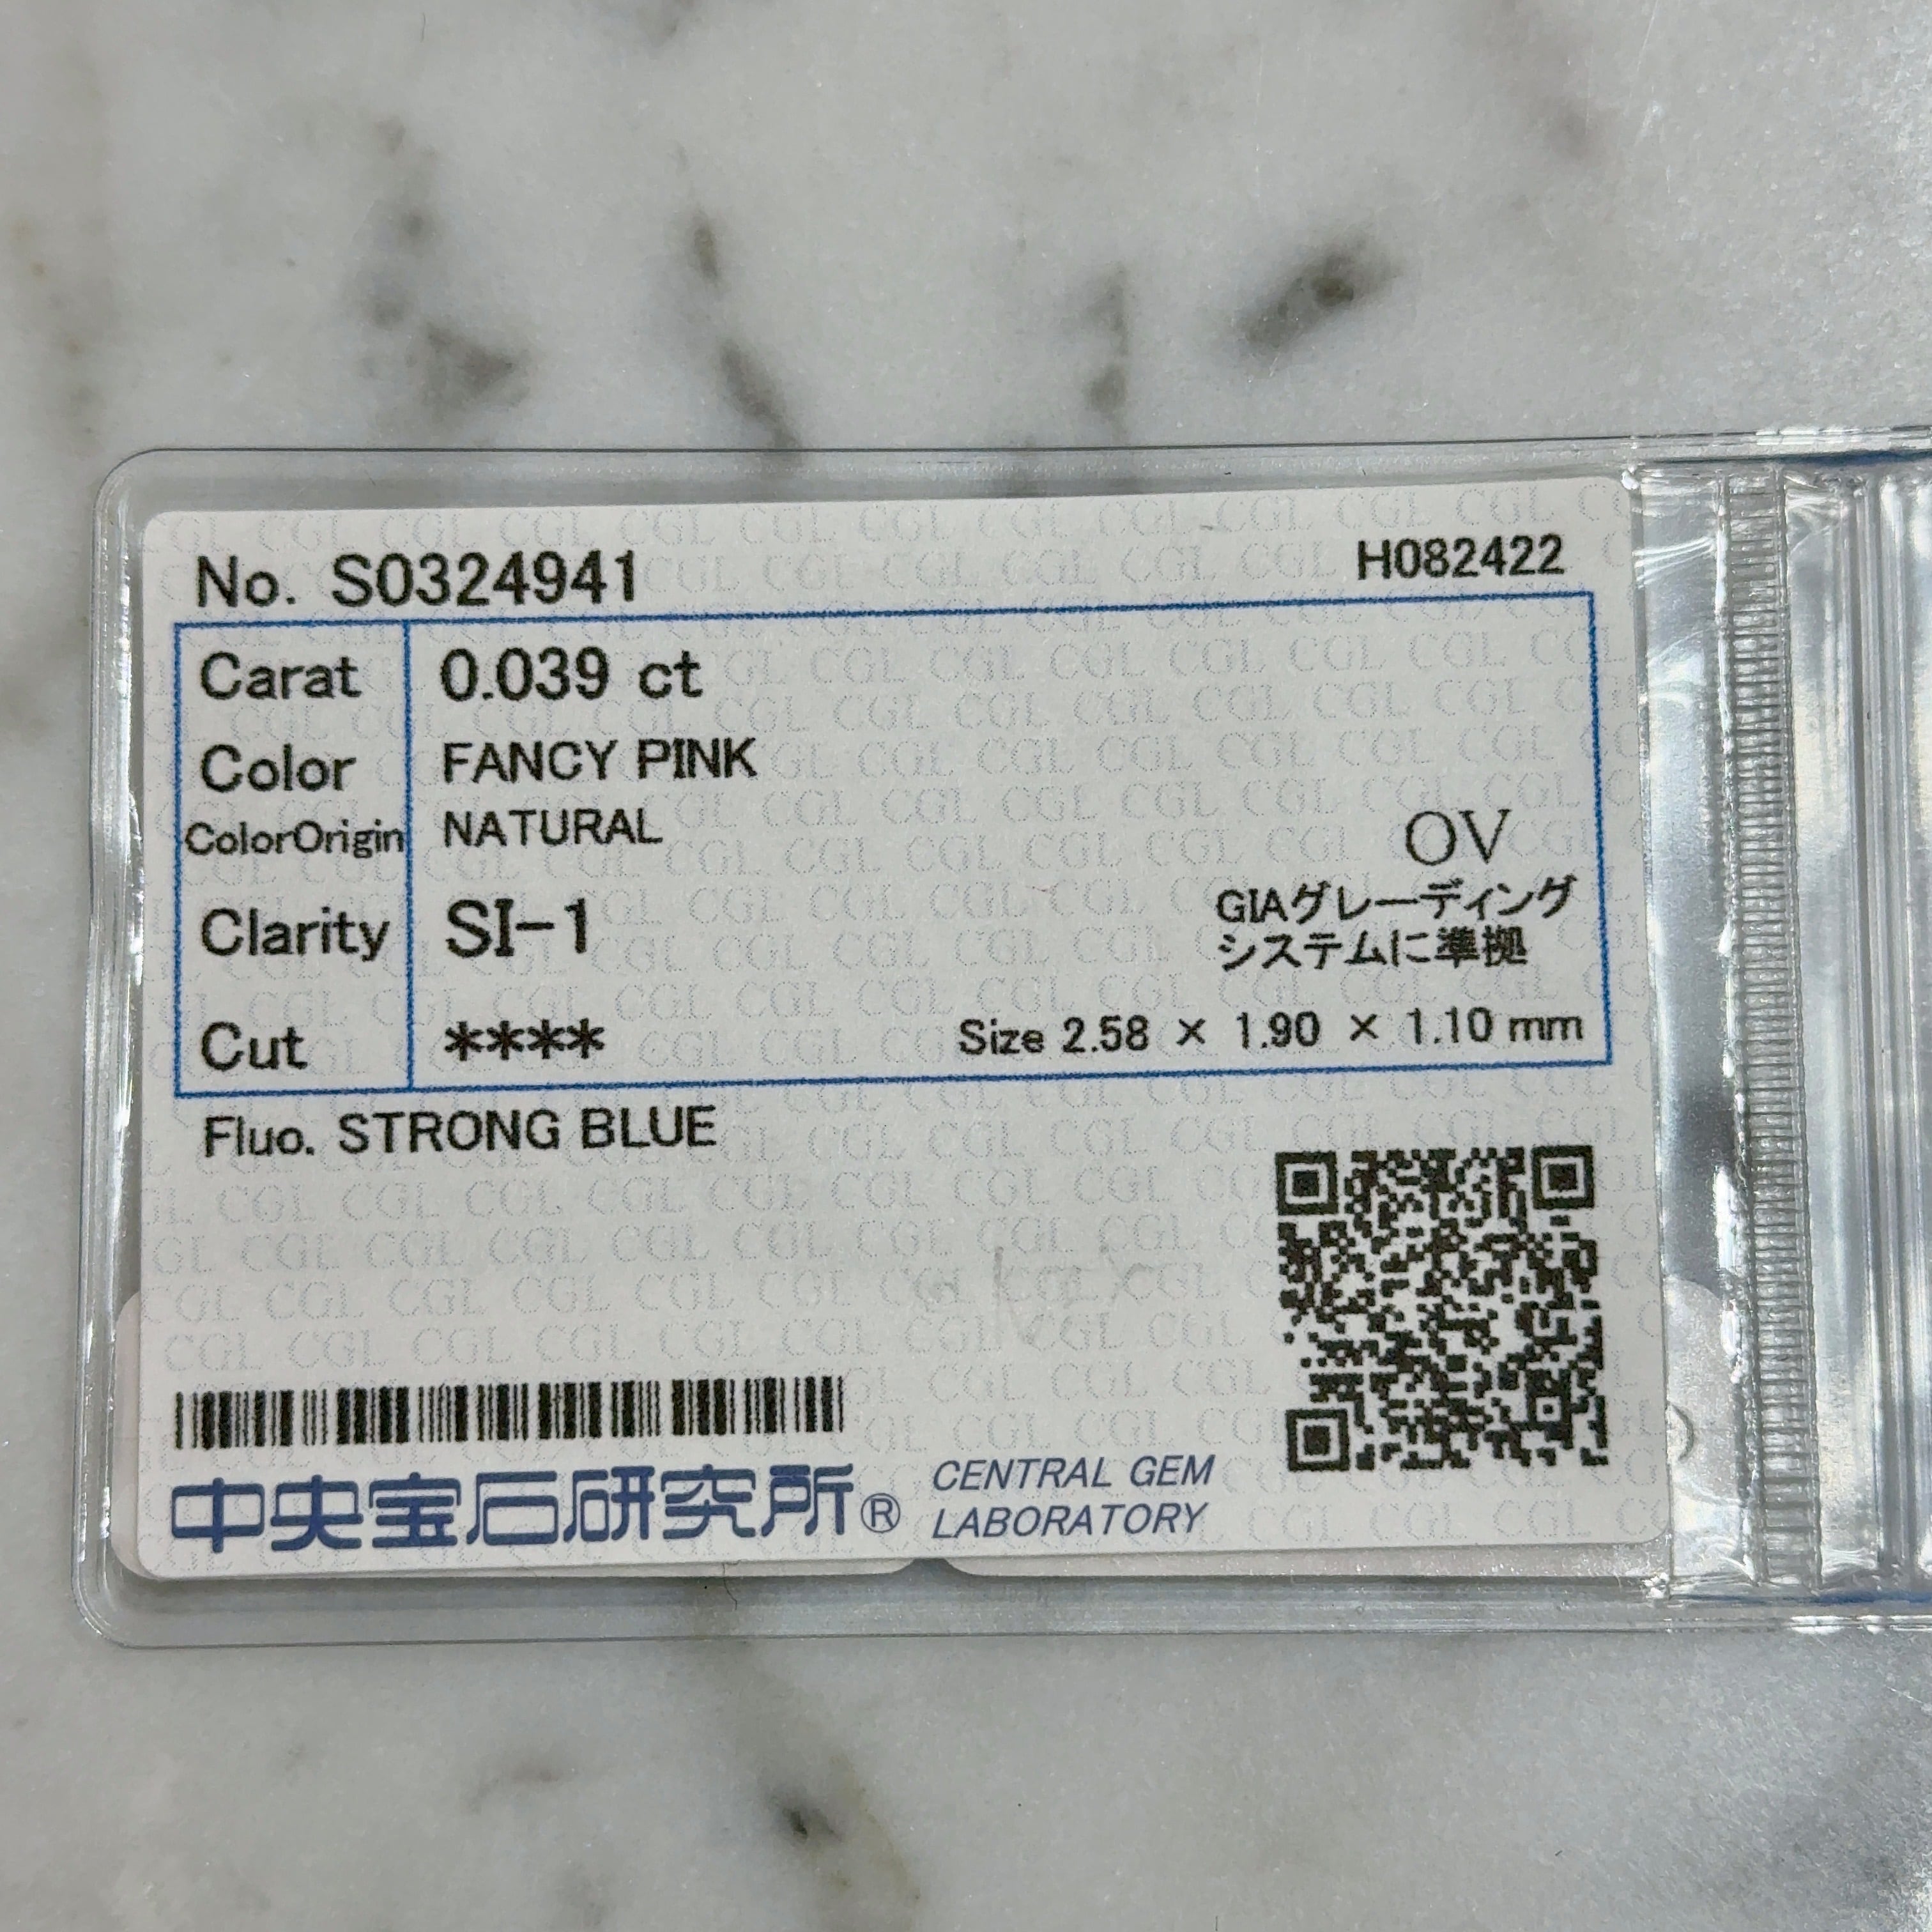 No. S0324941
H082422
Carat 0.039 ct
Color FANCY PINK
ColorOrigin NATURAL
OV
Clarity SI-1
GIAグレーディング
システムに準拠
Cut ****
Size 2.58 × 1.90 × 1.10 mm
Fluo. STRONG BLUE
中央宝石研究所®
CENTRAL GEM
LABORATORY